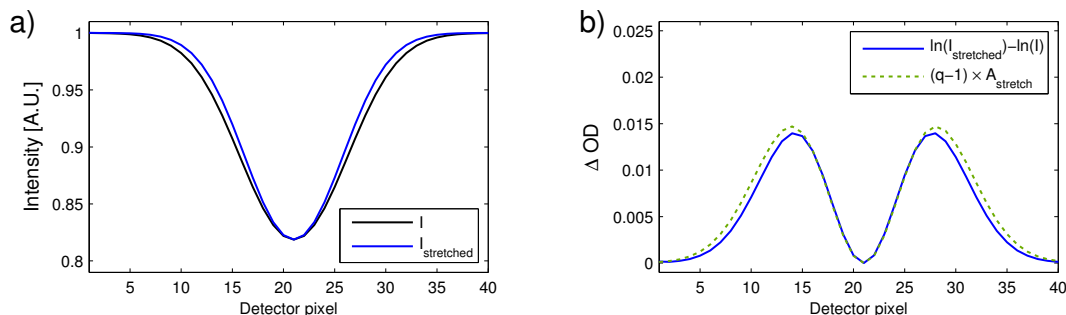 a)
Intensity [A.U.]
1
0.95
0.9
0.85
0.8
5 10 15 20 25 30 35 40
Detector pixel
I
I_stretched
b)
Δ OD
0.025
0.02
0.015
0.01
0.005
0
5 10 15 20 25 30 35 40
Detector pixel
ln(I_stretched)−ln(I)
(q−1) × A_stretch